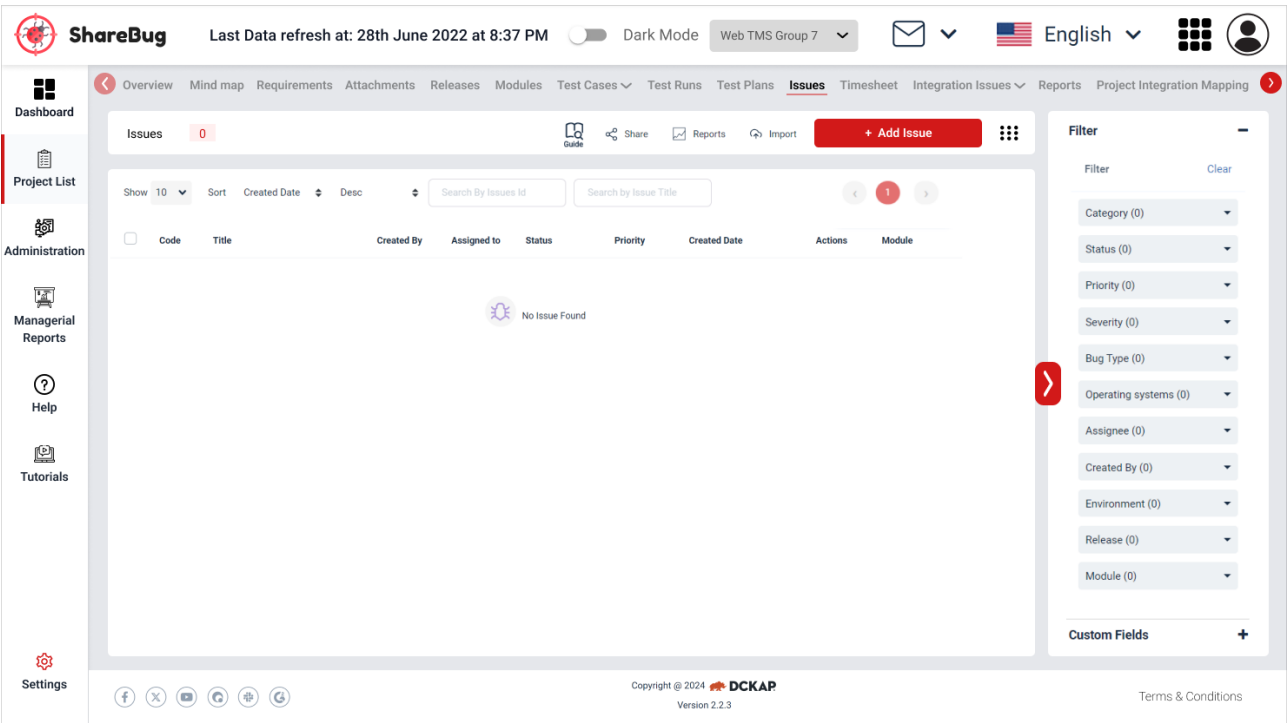 ShareBug
Last Data refresh at: 28th June 2022 at 8:37 PM
Dark Mode
Web TMS Group 7
English
Dashboard
Project List
Administration
Managerial
Reports
Help
Tutorials
Settings
Overview Mind map Requirements Attachments Releases Modules Test Cases Test Runs Test Plans Issues Timesheet Integration Issues Reports Project Integration Mapping
Issues 0
Guide
Share
Reports
Import
+ Add Issue
Show 10 Sort Created Date Desc Search By Issues Id Search by Issue Title
1
Code Title Created By Assigned to Status Priority Created Date Actions Module
No Issue Found
Filter
Filter Clear
Category (0)
Status (0)
Priority (0)
Severity (0)
Bug Type (0)
Operating systems (0)
Assignee (0)
Created By (0)
Environment (0)
Release (0)
Module (0)
Custom Fields
Copyright @ 2024 DCKAP
Version 2.2.3
Terms & Conditions